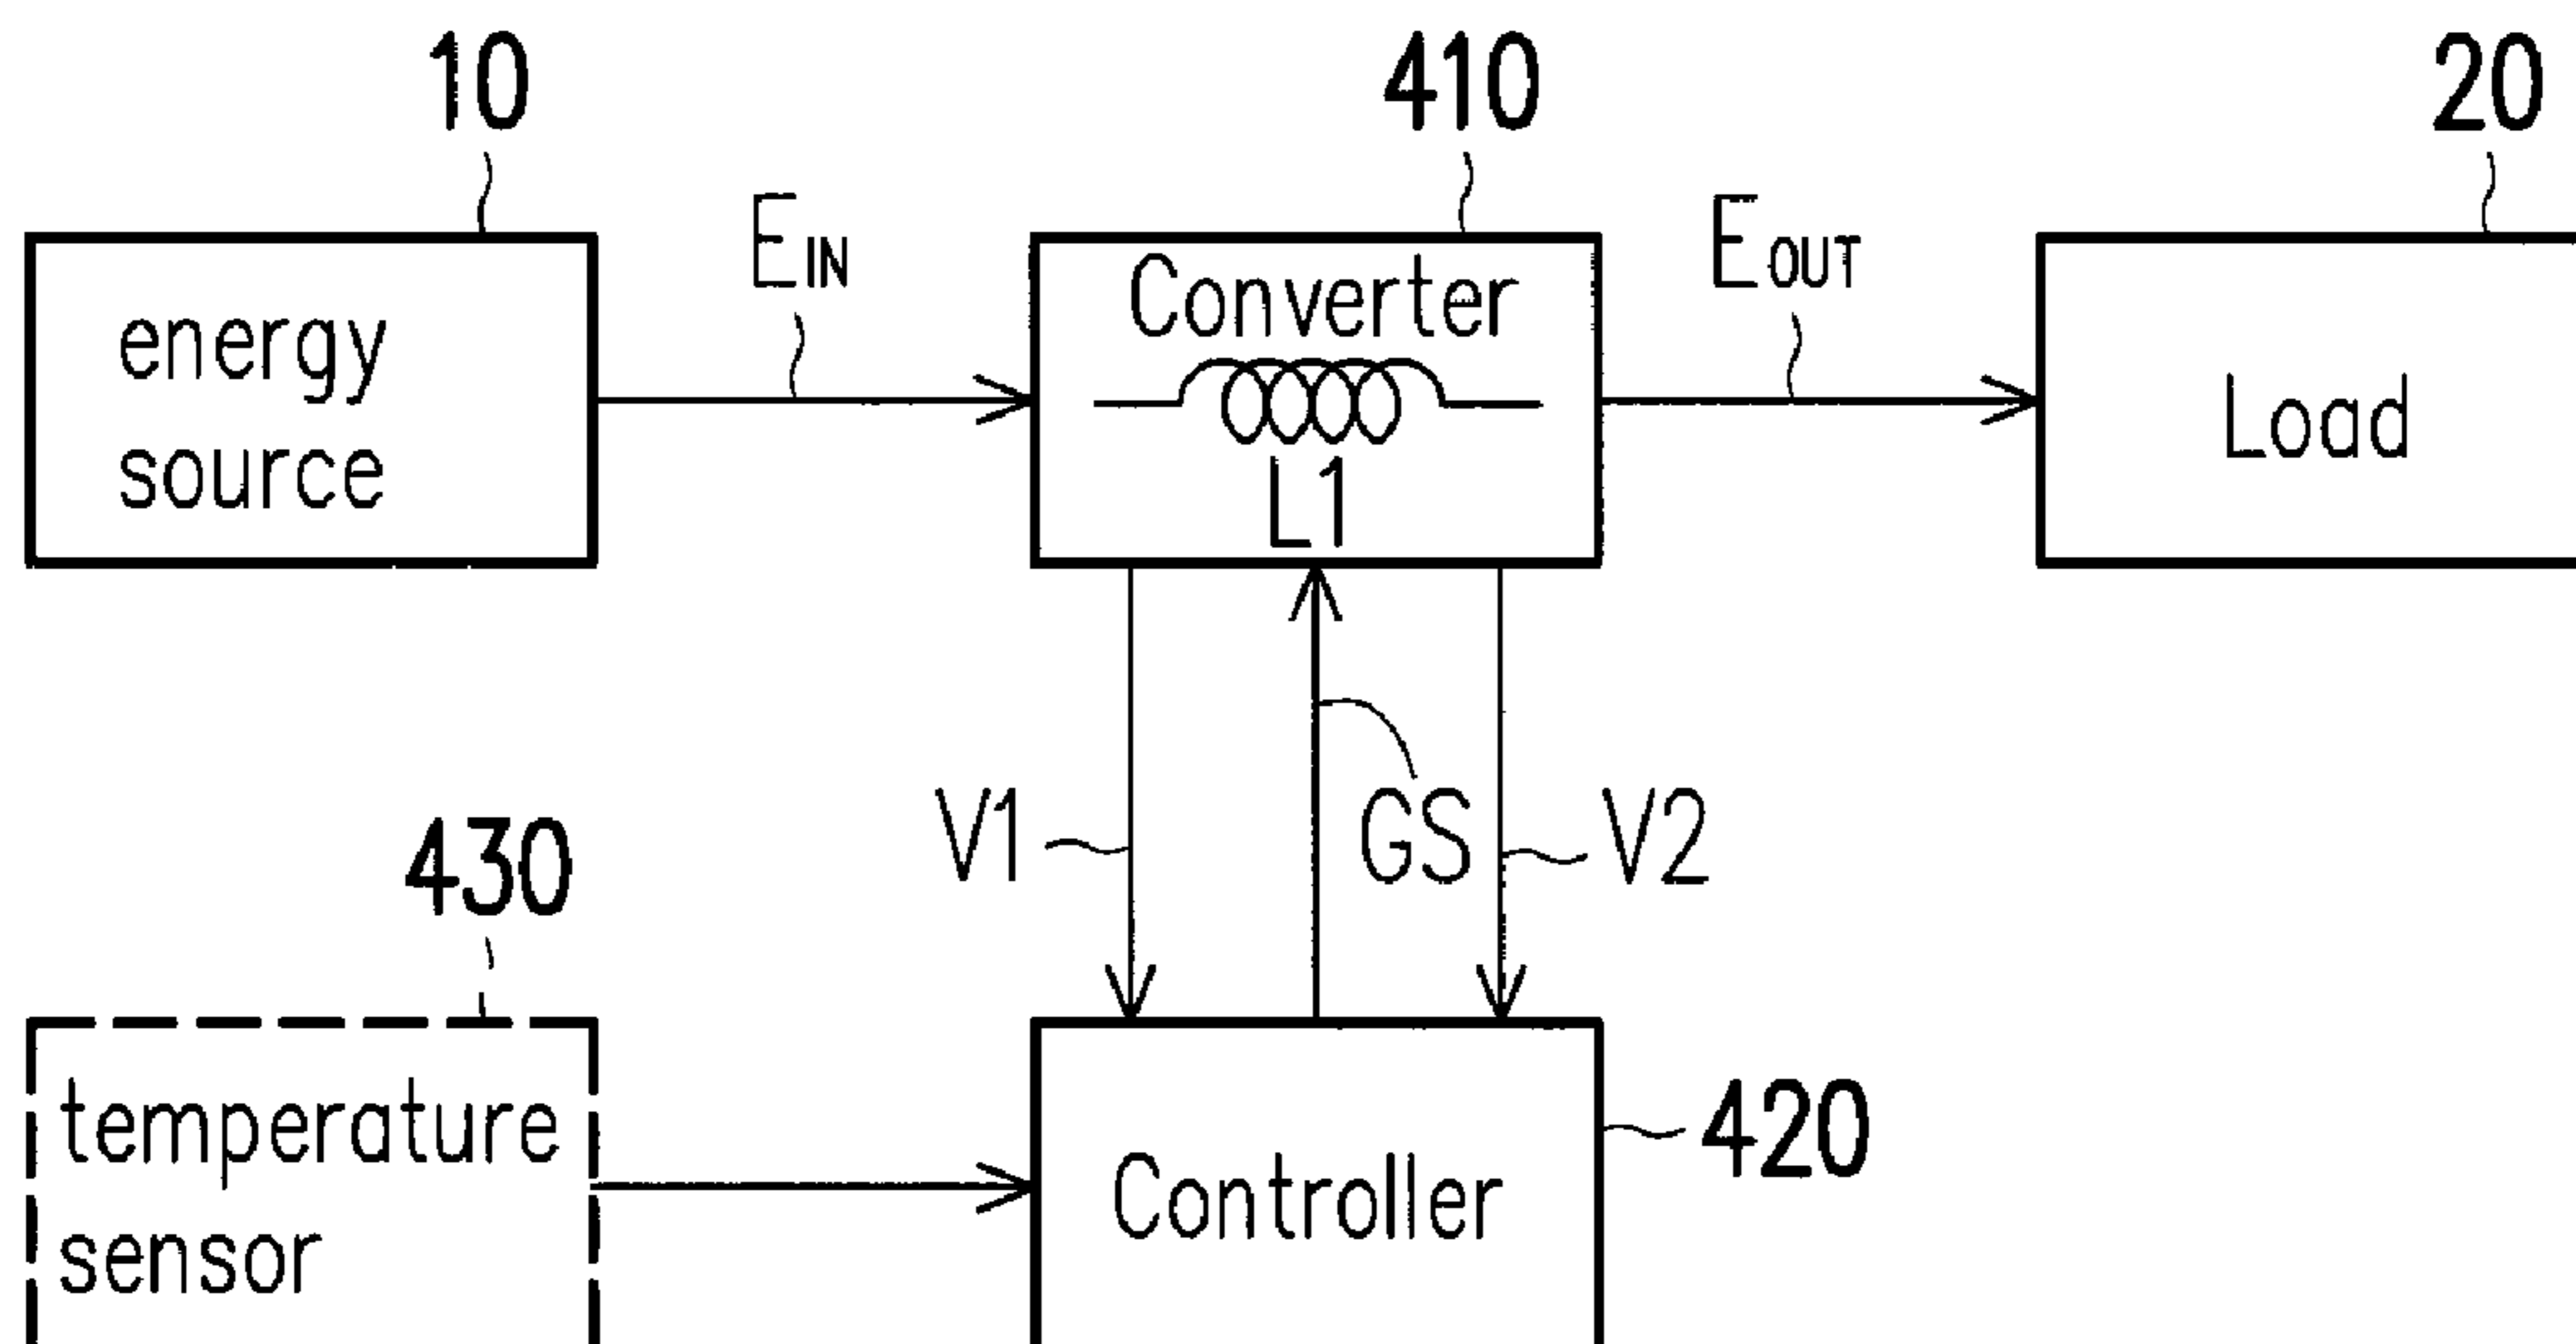 10
410
20
EIN
EOUT
energy
source
Converter
L1
Load
V1
GS
V2
430
temperature
sensor
Controller
420